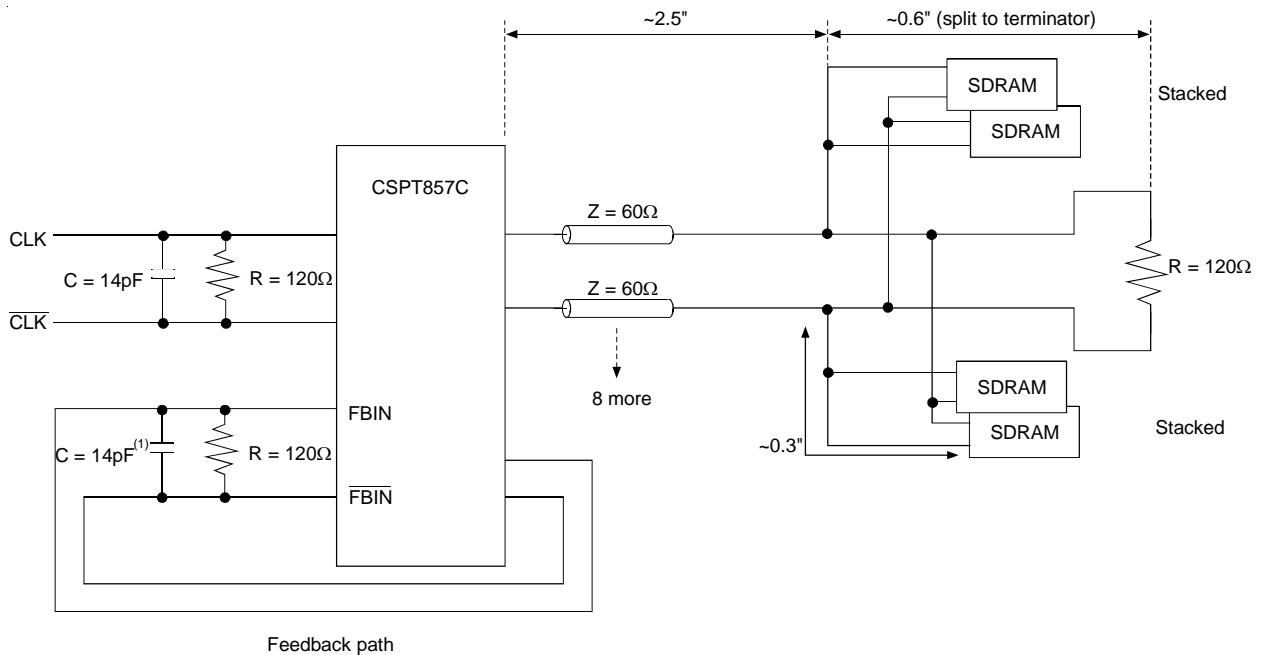 ~2.5"
~0.6" (split to terminator)
SDRAM
Stacked
SDRAM
CSPT857C
Z = 60Ω
CLK
C = 14pF
R = 120Ω
R = 120Ω
Z = 60Ω
CLK
8 more
SDRAM
FBIN
SDRAM
Stacked
~0.3"
C = 14pF(1)
R = 120Ω
FBIN
Feedback path